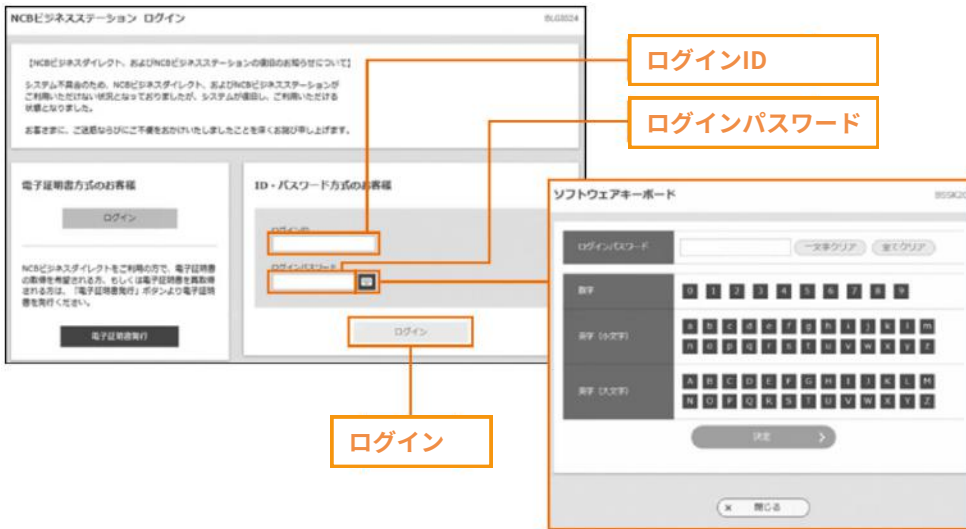 NCBビジネスステーション ログイン
BLGI0024
【NCBビジネスダイレクト、およびNCBビジネスステーションの復旧のお知らせについて】
システム不具合のため、NCBビジネスダイレクト、およびNCBビジネスステーションが
ご利用いただけない状況となっておりましたが、システムが復旧し、ご利用いただける
状態となりました。
お客さまに、ご迷惑ならびにご不便をおかけいたしましたことを深くお詫び申し上げます。
ログインID
ログインパスワード
電子証明書方式のお客様
ログイン
NCBビジネスダイレクトをご利用の方で、電子証明書
の取得を希望される方、もしくは電子証明書を再取得
される方は、「電子証明書発行」ボタンより電子証明
書を発行ください。
電子証明書発行
ID・パスワード方式のお客様
ログインID
ログインパスワード
ログイン
ログイン
ソフトウェアキーボード
BSSK20
ログインパスワード
一文字クリア
全てクリア
数字
0 1 2 3 4 5 6 7 8 9
英字（小文字）
a b c d e f g h i j k l m
n o p q r s t u v w x y z
英字（大文字）
A B C D E F G H I J K L M
N O P Q R S T U V W X Y Z
決定
× 閉じる